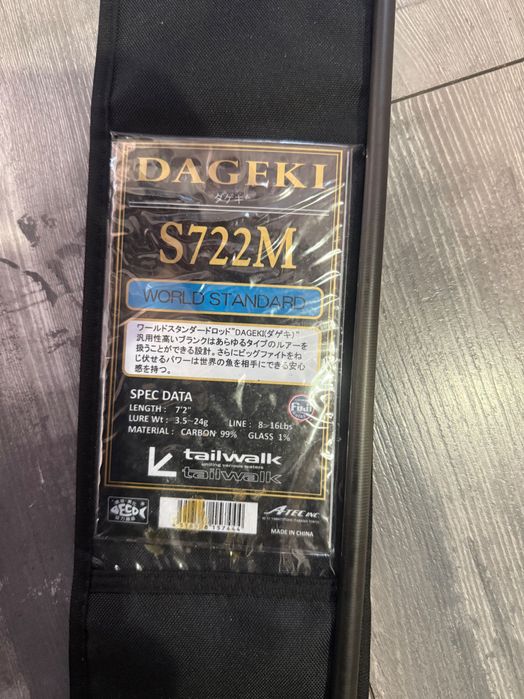 DAGEKI
ダゲキ
S722M
WORLD STANDARD
ワールドスタンダードロッド"DAGEKI(ダゲキ)"
汎用性高いブランクはあらゆるタイプのルアーを
扱うことができる設計。さらにビッグファイトをね
じ伏せるパワーは世界の魚を相手にできる安心
感を持つ。
SPEC DATA
LENGTH : 7'2"
LURE Wt : 3.5~24g LINE : 8~16Lbs
MATERIAL : CARBON 99% GLASS 1%
Fuji
tailwalk
uniting various waters
tailwalk
ECO
A-TEC INC.
MADE IN CHINA